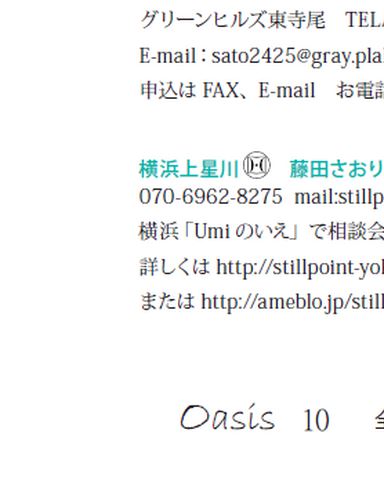 グリーンヒルズ東寺尾　TEL
E-mail：sato2425@gray.pla
申込は FAX、E-mail　お電話
横浜上星川　藤田さおり
070-6962-8275 mail:stillp
横浜「Umi のいえ」で相談会
詳しくは http://stillpoint-yo
または http://ameblo.jp/still
Oasis 10